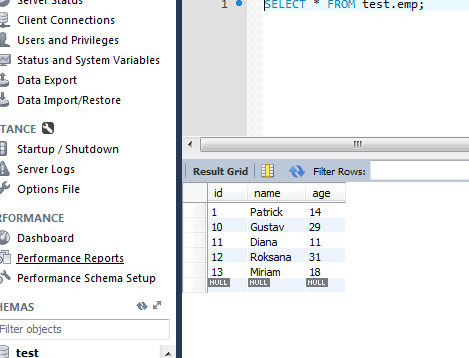 Server Status
Client Connections
Users and Privileges
Status and System Variables
Data Export
Data Import/Restore
TANCE
Startup / Shutdown
Server Logs
Options File
RFORMANCE
Dashboard
Performance Reports
Performance Schema Setup
HEMAS
Filter objects
test
1 SELECT * FROM test.emp;
Result Grid Filter Rows:
id name age
1 Patrick 14
10 Gustav 29
11 Diana 11
12 Roksana 31
13 Miriam 18
NULL NULL NULL